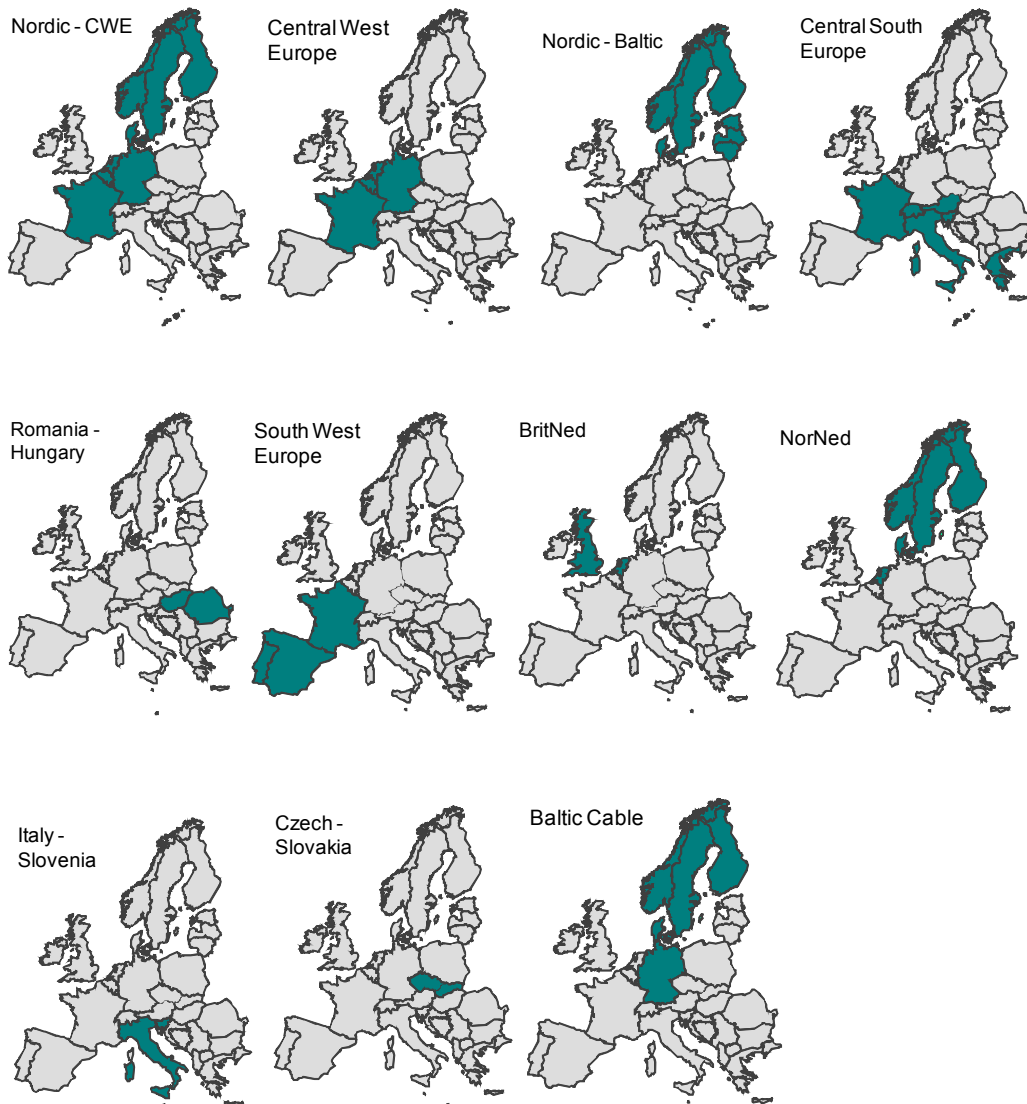 Nordic - CWE
Central West
Europe
Nordic - Baltic
Central South
Europe
Romania -
Hungary
South West
Europe
BritNed
NorNed
Italy -
Slovenia
Czech -
Slovakia
Baltic Cable